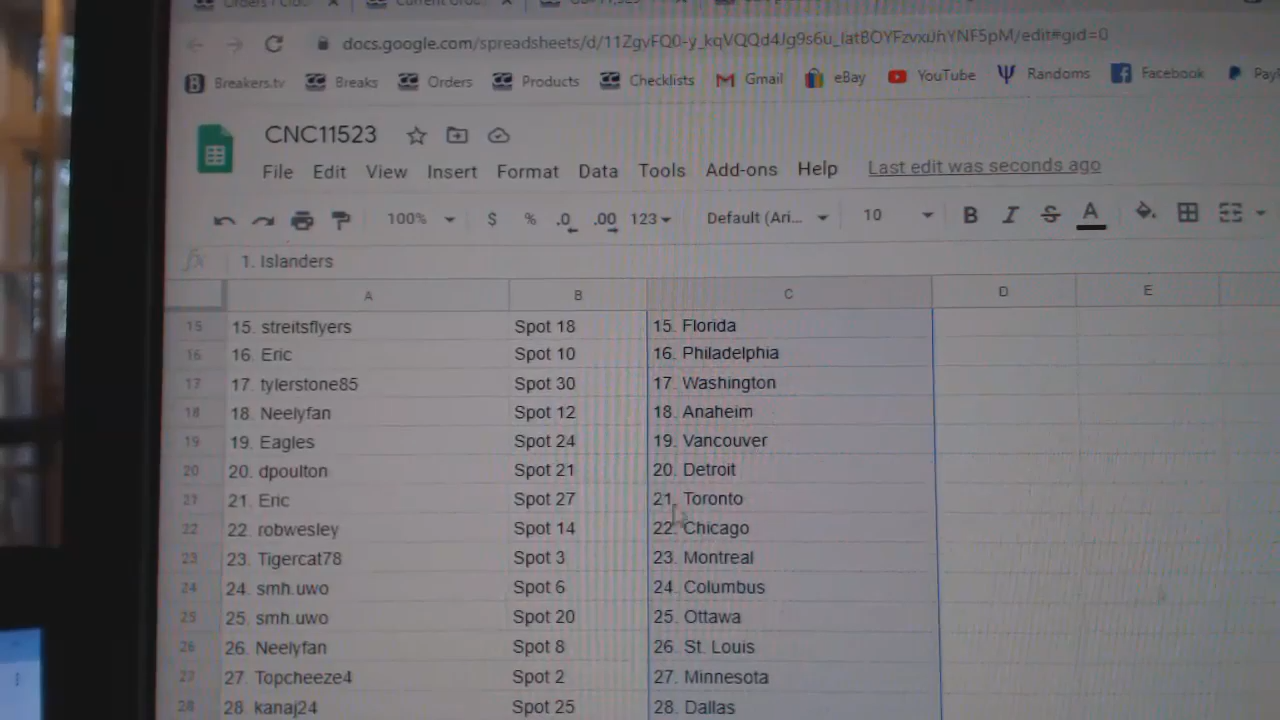 docs.google.com/spreadsheets/d/
Breakers.tv Breaks Orders Products Checklists Gmail eBay YouTube Randoms Facebook
CNC11523
File Edit View Insert Format Data Tools Add-ons Help Last edit was seconds ago
100% $ % .0 .00 123 Default (Ari... 10 B I S A
fx 1. Islanders
A B C D E
15 15. streitsflyers Spot 18 15. Florida
16 16. Eric Spot 10 16. Philadelphia
17 17. tylerstone85 Spot 30 17. Washington
18 18. Neelyfan Spot 12 18. Anaheim
19 19. Eagles Spot 24 19. Vancouver
20 20. dpoulton Spot 21 20. Detroit
21 21. Eric Spot 27 21. Toronto
22 22. robwesley Spot 14 22. Chicago
23 23. Tigercat78 Spot 3 23. Montreal
24 24. smh.uwo Spot 6 24. Columbus
25 25. smh.uwo Spot 20 25. Ottawa
26 26. Neelyfan Spot 8 26. St. Louis
27 27. Topcheeze4 Spot 2 27. Minnesota
28 28. kanaj24 Spot 25 28. Dallas